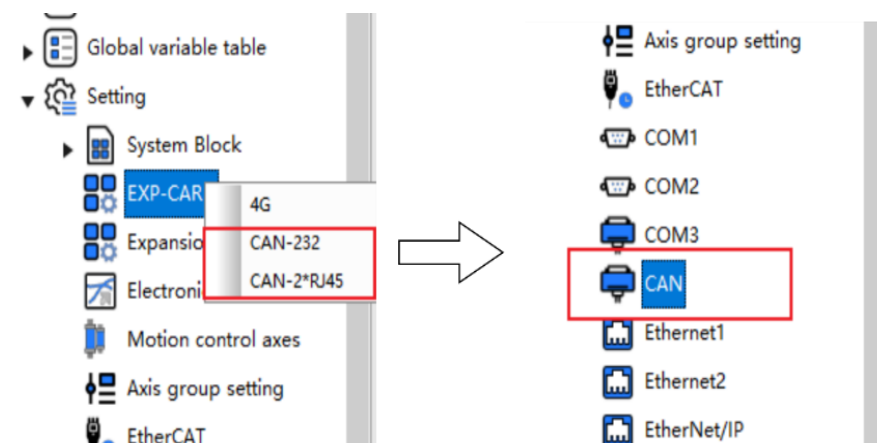 Global variable table
Setting
System Block
EXP-CAR
4G
CAN-232
CAN-2*RJ45
Expansio
Electroni
Motion control axes
Axis group setting
EtherCAT
Axis group setting
EtherCAT
COM1
COM2
COM3
CAN
Ethernet1
Ethernet2
EtherNet/IP